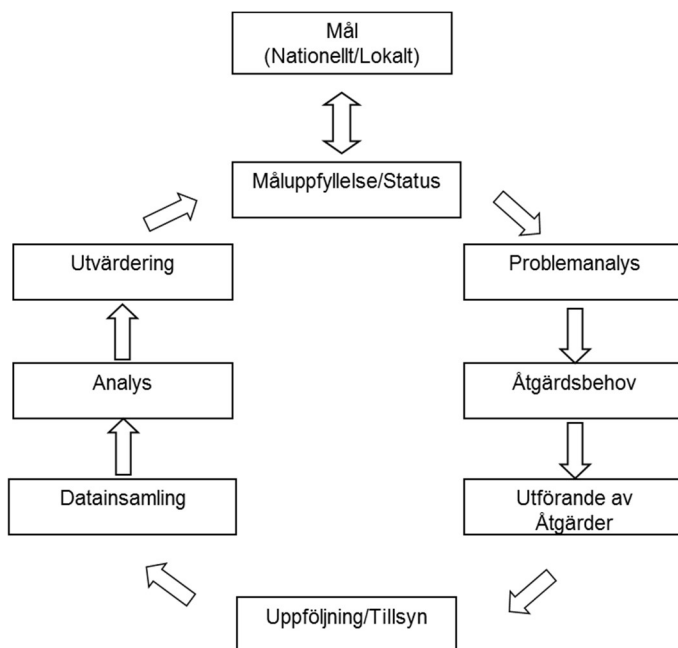 Mål
(Nationellt/Lokalt)
Måluppfyllelse/Status
Utvärdering
Problemanalys
Analys
Åtgärdsbehov
Datainsamling
Utförande av
Åtgärder
Uppföljning/Tillsyn